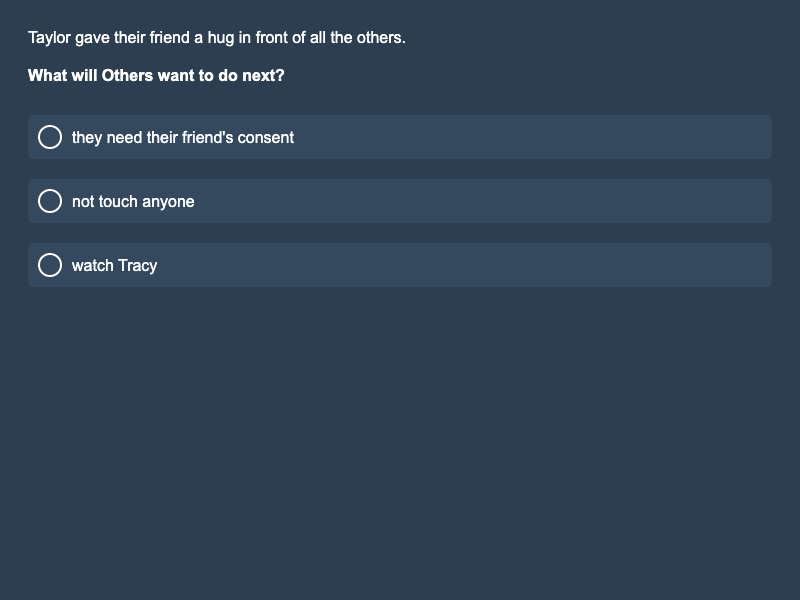 Taylor gave their friend a hug in front of all the others.
What will Others want to do next?
they need their friend's consent
not touch anyone
watch Tracy